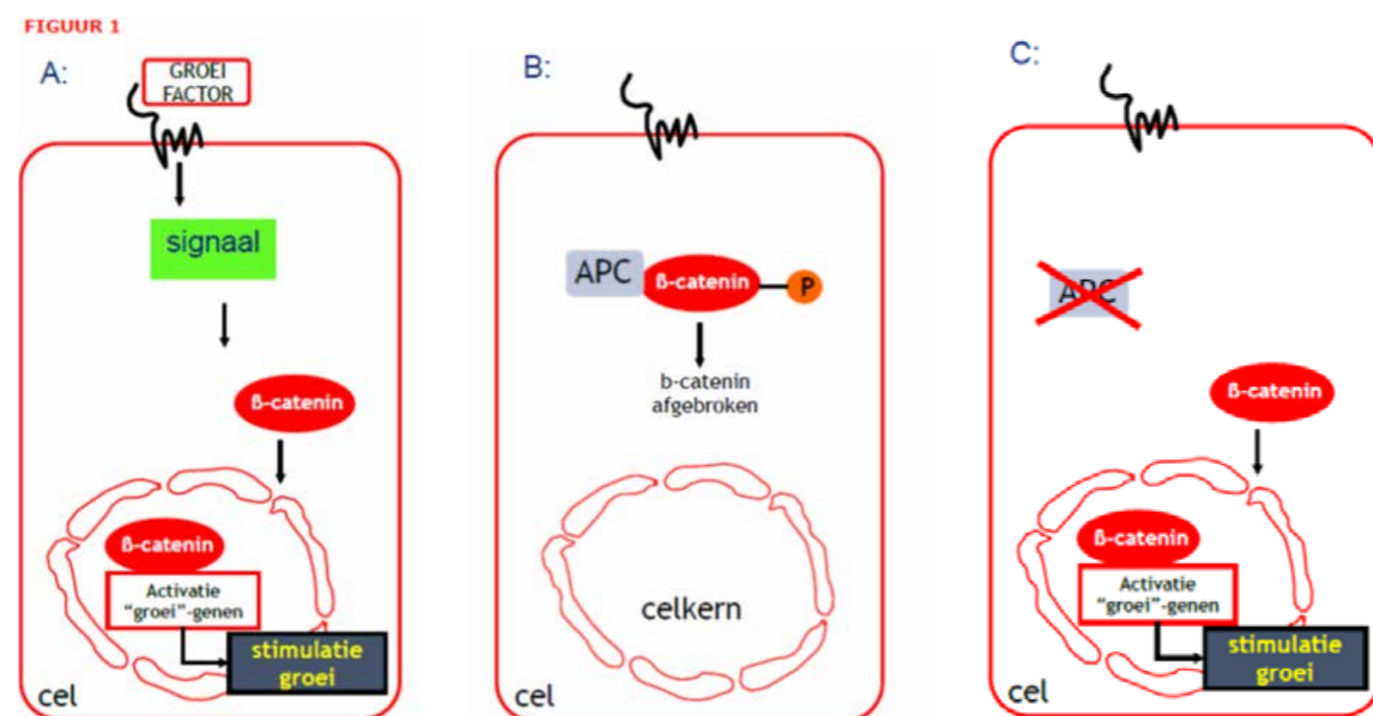 FIGUUR 1
A:
GROEI
FACTOR
signaal
ß-catenin
ß-catenin
Activatie
"groei"-genen
stimulatie
groei
cel
B:
APC
ß-catenin
P
b-catenin
afgebroken
celkern
cel
C:
APC
ß-catenin
ß-catenin
Activatie
"groei"-genen
stimulatie
groei
cel